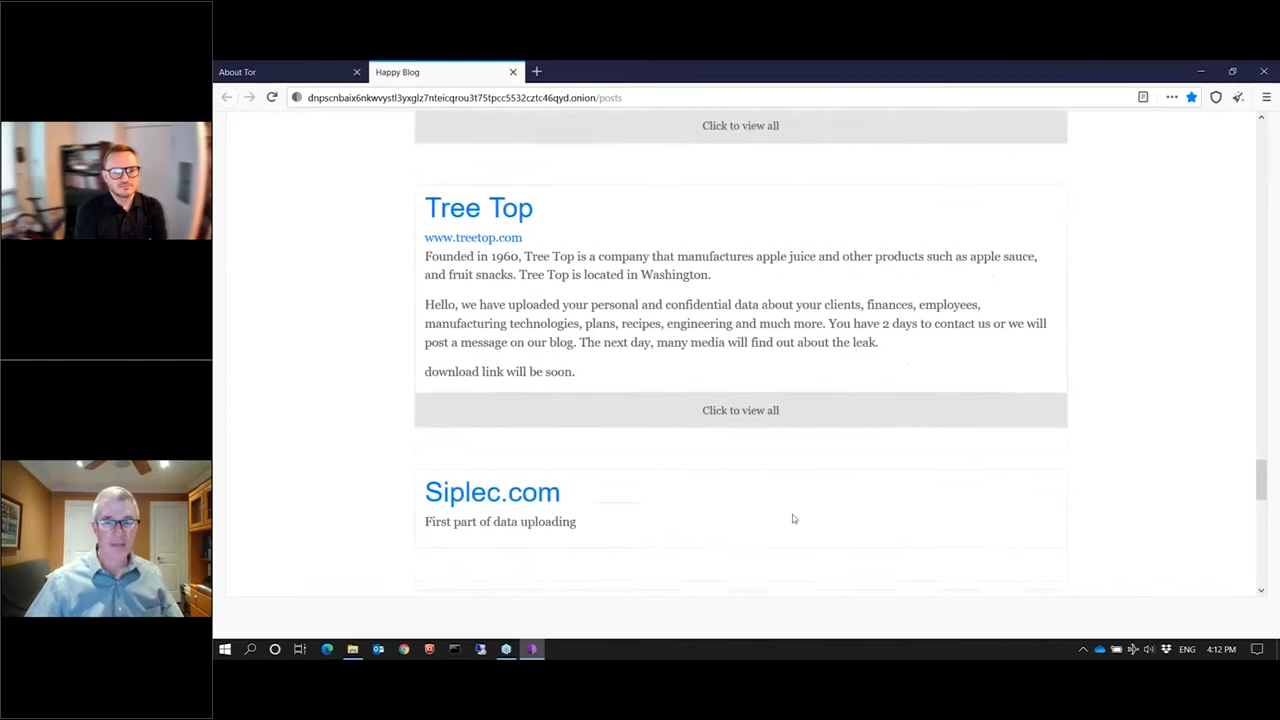 About Tor
Happy Blog
dnpscnbaix6nkwvystl3yxglz7nteicqrou3t75tpcc5532cztc46qyd.onion/posts
Click to view all
Tree Top
www.treetop.com
Founded in 1960, Tree Top is a company that manufactures apple juice and other products such as apple sauce,
and fruit snacks. Tree Top is located in Washington.
Hello, we have uploaded your personal and confidential data about your clients, finances, employees,
manufacturing technologies, plans, recipes, engineering and much more. You have 2 days to contact us or we will
post a message on our blog. The next day, many media will find out about the leak.
download link will be soon.
Click to view all
Siplec.com
First part of data uploading
ENG
4:12 PM